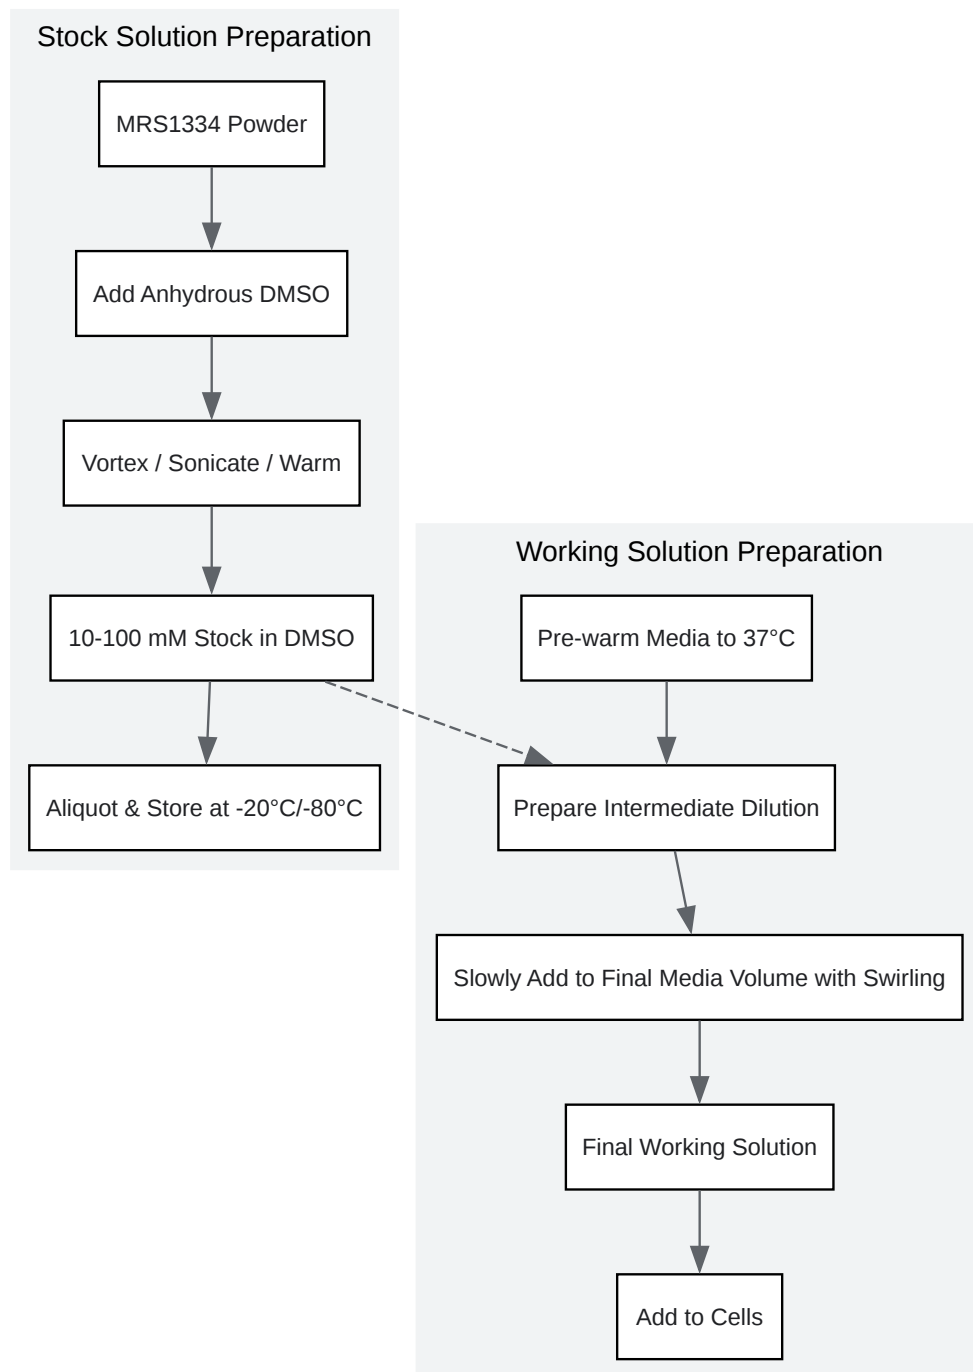 Stock Solution Preparation
MRS1334 Powder
Add Anhydrous DMSO
Vortex / Sonicate / Warm
10-100 mM Stock in DMSO
Aliquot & Store at -20°C/-80°C
Working Solution Preparation
Pre-warm Media to 37°C
Prepare Intermediate Dilution
Slowly Add to Final Media Volume with Swirling
Final Working Solution
Add to Cells